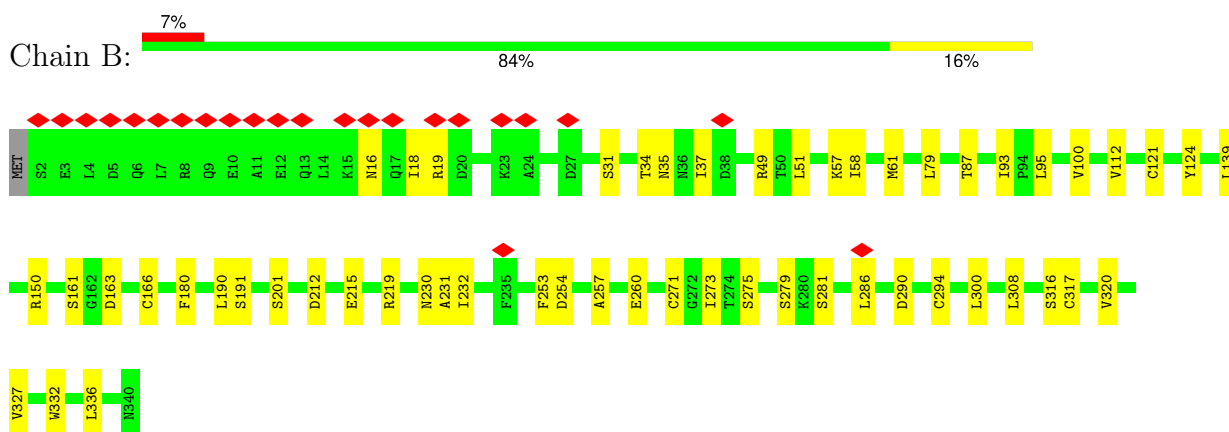 7%
Chain B:
84% 16%
MET S2 E3 L4 D5 Q6 L7 R8 Q9 E10 A11 E12 Q13 L14 K15 N16 Q17 I18 R19 D20 K23 A24 D27 S31 T34 N35 N36 I37 D38 R49 T50 L51 K57 I58 M61 L79 T87 I93 P94 L95 V100 V112 C121 Y124 L139
R150 S161 G162 D163 C166 F180 L190 S191 S201 D212 E215 R219 N230 A231 I232 F235 F253 D254 A257 E260 C271 G272 I273 T274 S275 S279 K280 S281 L286 D290 C294 L300 L308 S316 C317 V320
V327 W332 L336 N340